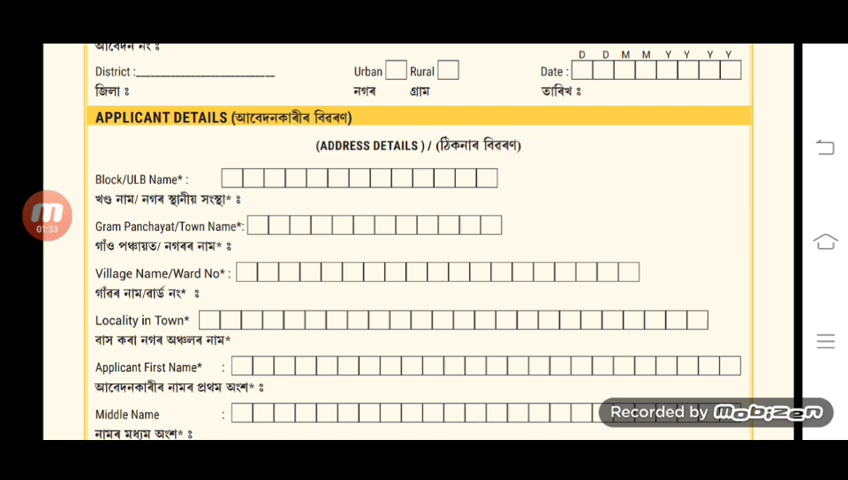 আবেদন নং ঃ
D D M M Y Y Y Y
District : Urban Rural Date :
জিলা ঃ নগৰ গ্ৰাম তাৰিখ ঃ
APPLICANT DETAILS (আবেদনকাৰীৰ বিৱৰণ)
(ADDRESS DETAILS ) / (ঠিকনাৰ বিৱৰণ)
Block/ULB Name* :
খণ্ড নাম/ নগৰ স্থানীয় সংস্থা* ঃ
Gram Panchayat/Town Name*:
গাঁও পঞ্চায়ত/ নগৰৰ নাম* ঃ
Village Name/Ward No* :
গাঁৱৰ নাম/ৱাৰ্ড নং* ঃ
Locality in Town*
বাস কৰা নগৰ অঞ্চলৰ নাম*
Applicant First Name* :
আবেদনকাৰীৰ নামৰ প্ৰথম অংশ* ঃ
Middle Name :
নামৰ মধ্যম অংশ* ঃ
01:33
Recorded by mobizen